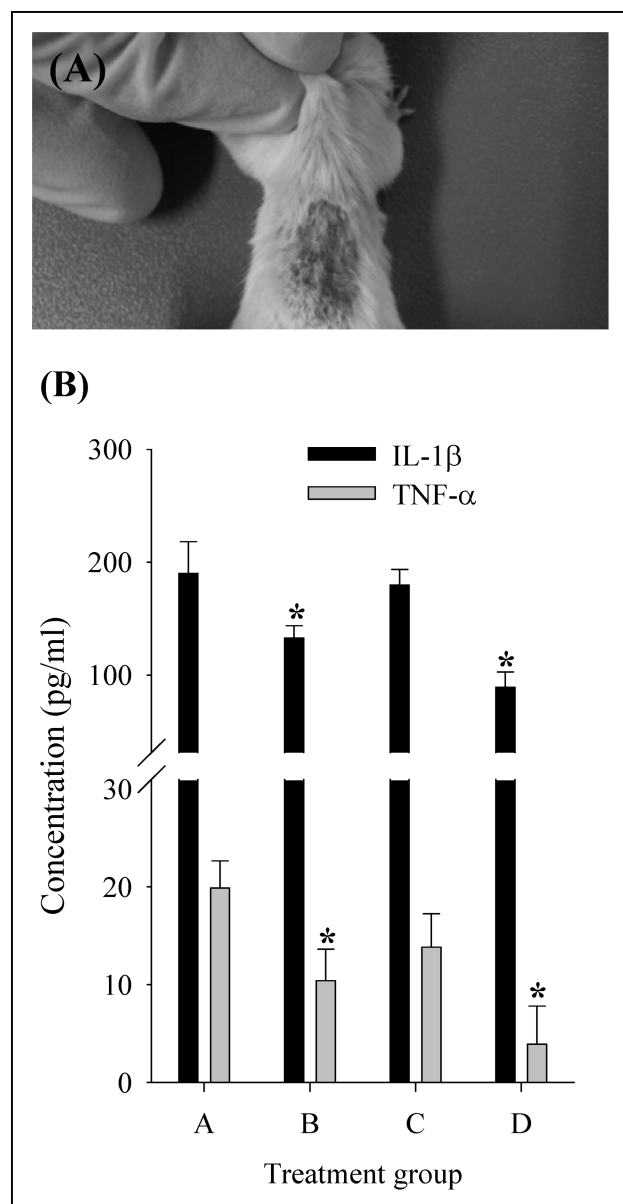 (A)
(B)
300
200
100
30
20
10
0
Concentration (pg/ml)
IL-1β
TNF-α
*
*
*
*
A B C D
Treatment group